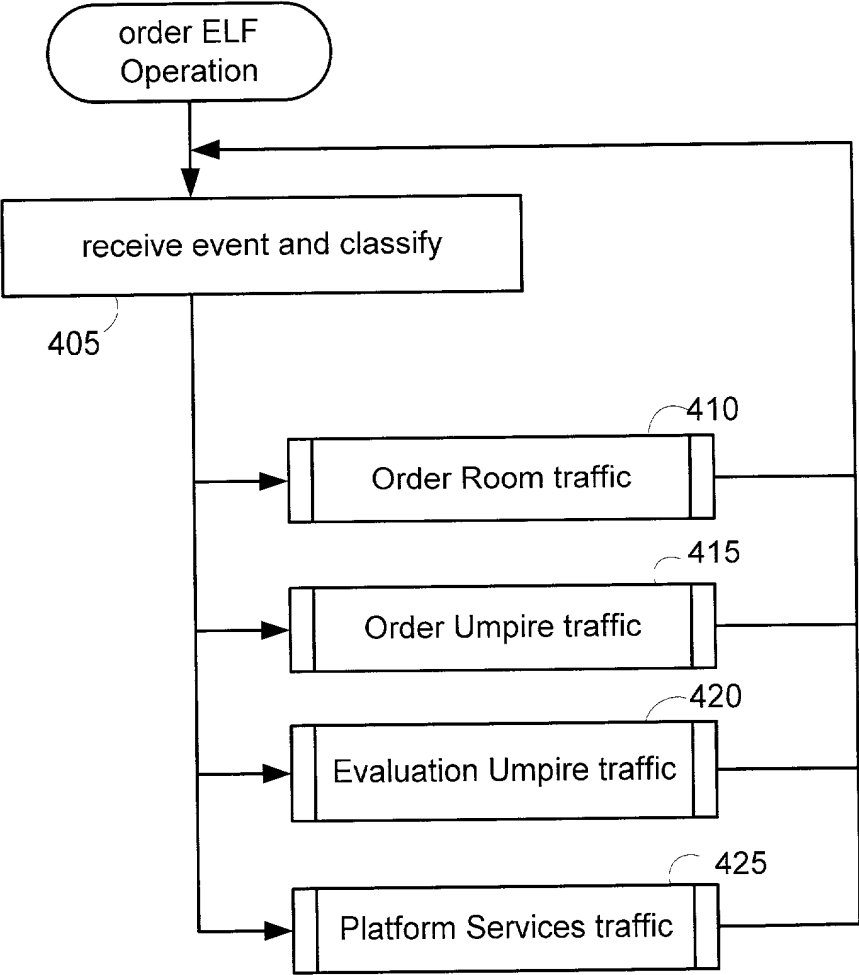 order ELF
Operation
receive event and classify
405
410
Order Room traffic
415
Order Umpire traffic
420
Evaluation Umpire traffic
425
Platform Services traffic